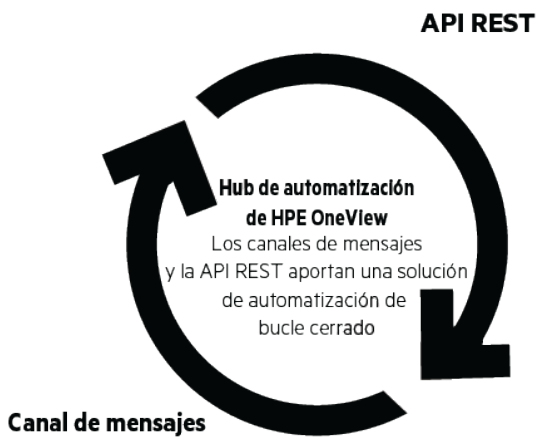 API REST
Hub de automatización
de HPE OneView
Los canales de mensajes
y la API REST aportan una solución
de automatización de
bucle cerrado
Canal de mensajes